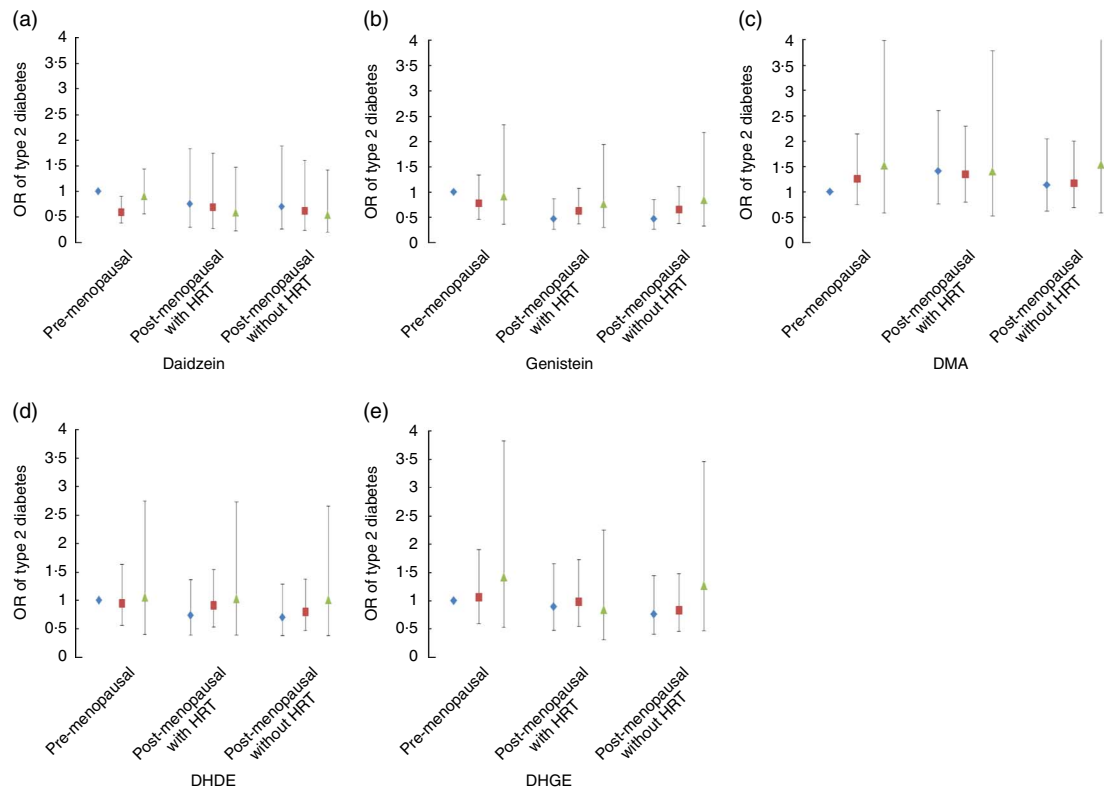 (a)
OR of type 2 diabetes
4
3·5
3
2·5
2
1·5
1
0·5
0
Pre-menopausal
Post-menopausal
with HRT
Post-menopausal
without HRT
Daidzein
(b)
OR of type 2 diabetes
4
3·5
3
2·5
2
1·5
1
0·5
0
Pre-menopausal
Post-menopausal
with HRT
Post-menopausal
without HRT
Genistein
(c)
OR of type 2 diabetes
4
3·5
3
2·5
2
1·5
1
0·5
0
Pre-menopausal
Post-menopausal
with HRT
Post-menopausal
without HRT
DMA
(d)
OR of type 2 diabetes
4
3·5
3
2·5
2
1·5
1
0·5
0
Pre-menopausal
Post-menopausal
with HRT
Post-menopausal
without HRT
DHDE
(e)
OR of type 2 diabetes
4
3·5
3
2·5
2
1·5
1
0·5
0
Pre-menopausal
Post-menopausal
with HRT
Post-menopausal
without HRT
DHGE